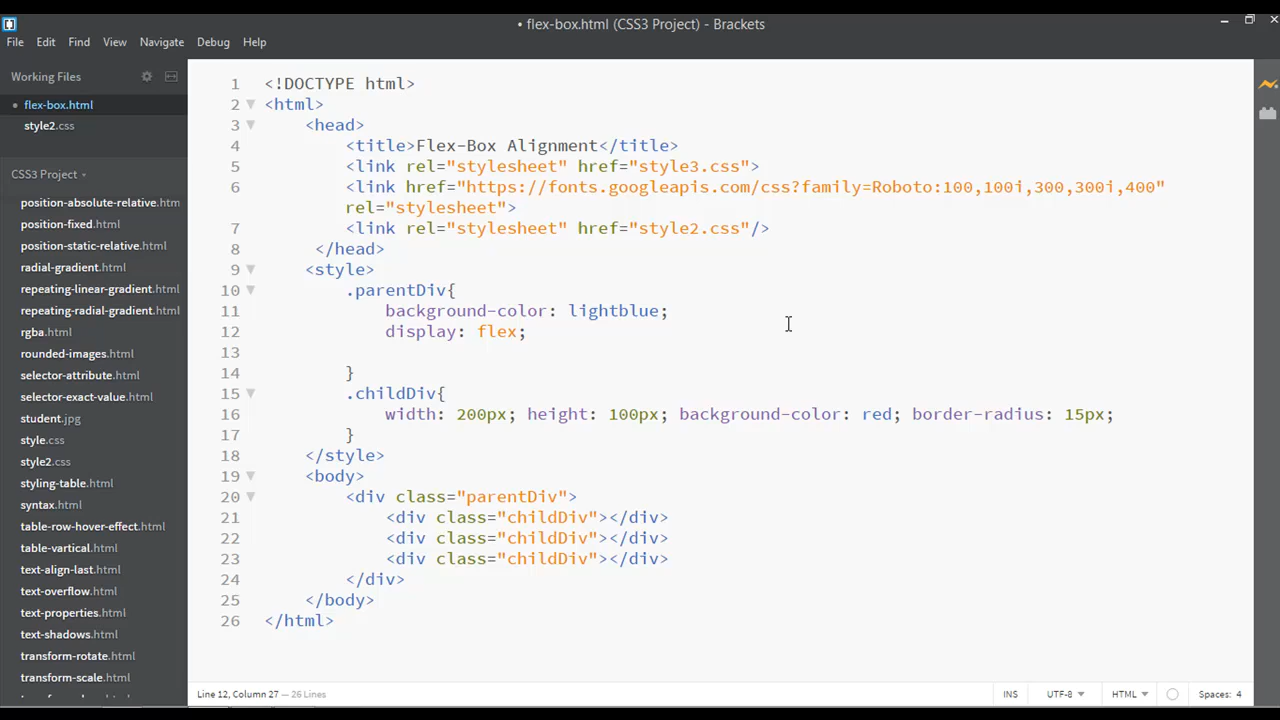 • flex-box.html (CSS3 Project) - Brackets
File Edit Find View Navigate Debug Help
Working Files
• flex-box.html
style2.css
CSS3 Project
position-absolute-relative.htm
position-fixed.html
position-static-relative.html
radial-gradient.html
repeating-linear-gradient.html
repeating-radial-gradient.html
rgba.html
rounded-images.html
selector-attribute.html
selector-exact-value.html
student.jpg
style.css
style2.css
styling-table.html
syntax.html
table-row-hover-effect.html
table-vartical.html
text-align-last.html
text-overflow.html
text-properties.html
text-shadows.html
transform-rotate.html
transform-scale.html
1 <!DOCTYPE html>
2 <html>
3 <head>
4 <title>Flex-Box Alignment</title>
5 <link rel="stylesheet" href="style3.css">
6 <link href="https://fonts.googleapis.com/css?family=Roboto:100,100i,300,300i,400"
rel="stylesheet">
7 <link rel="stylesheet" href="style2.css"/>
8 </head>
9 <style>
10 .parentDiv{
11 background-color: lightblue;
12 display: flex;
13
14 }
15 .childDiv{
16 width: 200px; height: 100px; background-color: red; border-radius: 15px;
17 }
18 </style>
19 <body>
20 <div class="parentDiv">
21 <div class="childDiv"></div>
22 <div class="childDiv"></div>
23 <div class="childDiv"></div>
24 </div>
25 </body>
26 </html>
Line 12, Column 27 — 26 Lines
INS UTF-8 HTML Spaces: 4